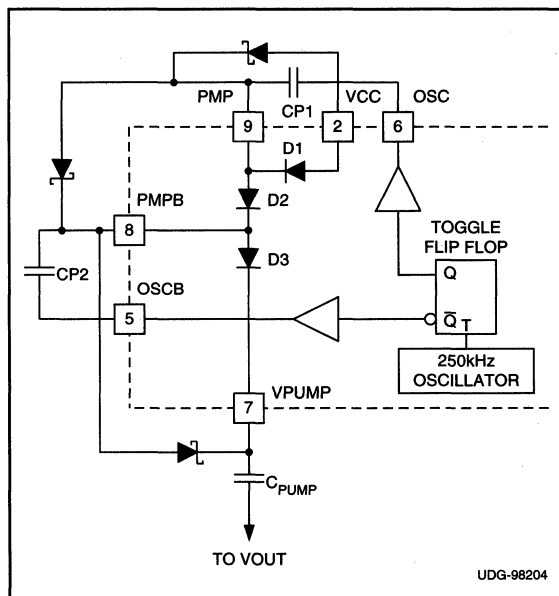 PMP
CP1
VCC
OSC
9
2
6
D1
D2
PMPB
8
D3
TOGGLE
FLIP FLOP
Q
CP2
OSCB
5
Q̅ T
250kHz
OSCILLATOR
VPUMP
7
CPUMP
TO VOUT
UDG-98204